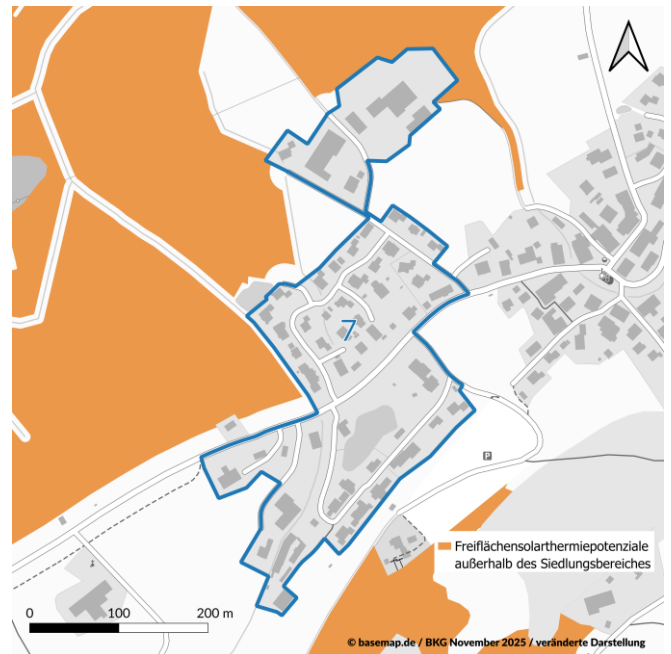 7
P
Freiflächensolarthermiepotenziale
außerhalb des Siedlungsbereiches
0 100 200 m
© basemap.de / BKG November 2025 / veränderte Darstellung